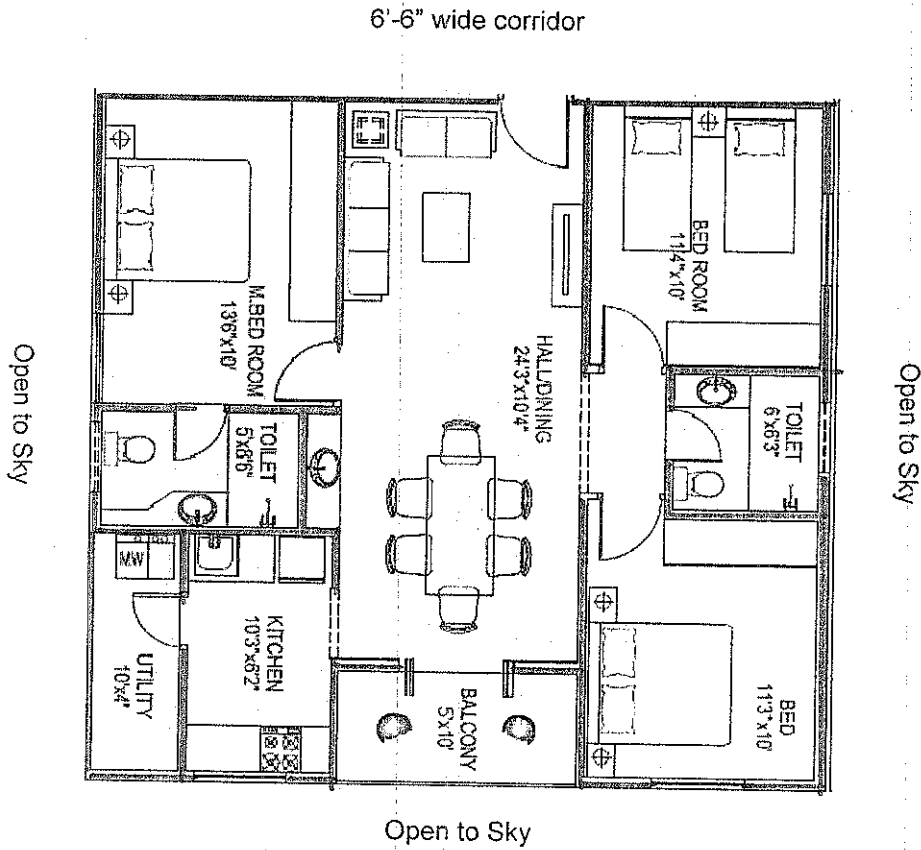 6'-6" wide corridor
BED ROOM
11'4"x10'
M.BED ROOM
13'6"x10'
HALL/DINING
24'3"x10'4"
TOILET
6'x6'3"
TOILET
5'x8'6"
Open to Sky
Open to Sky
MW
KITCHEN
10'3"x6'2"
UTILITY
10'x4"
BALCONY
5'x10'
BED
11'3"x10'
Open to Sky